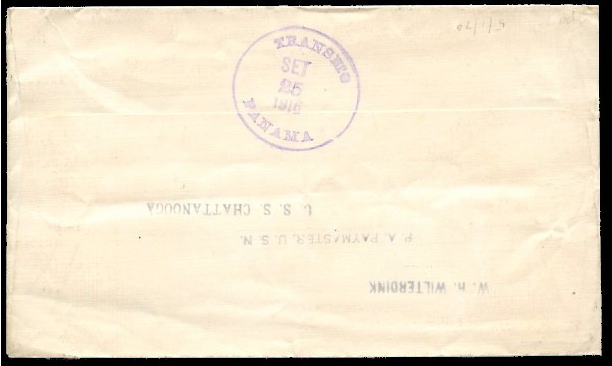 TRANSITO
SET
25
1916
PANAMA
W. H. WILTERDINK
P. A. PAYMASTER, U. S. N.
U. S. S. CHATTANOOGA